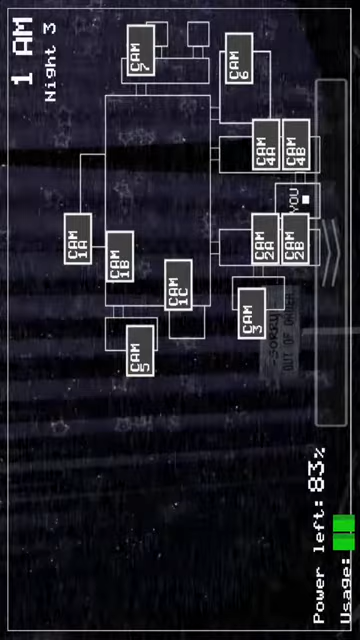 1 AM
Night 3
CAM 1A
CAM 1B
CAM 5
CAM 1C
CAM 7
CAM 3
CAM 2A
CAM 2B
CAM 4A
CAM 4B
CAM 6
YOU
-SORRY-
OUT OF ORDER
Power left: 83%
Usage: